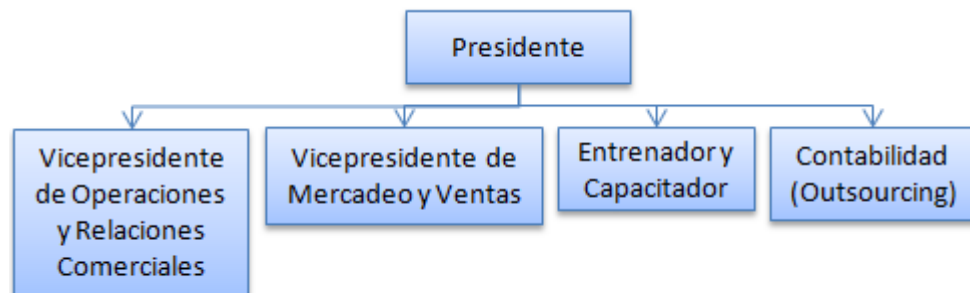 Presidente
Vicepresidente
de Operaciones
y Relaciones
Comerciales
Vicepresidente de
Mercadeo y Ventas
Entrenador y
Capacitador
Contabilidad
(Outsourcing)